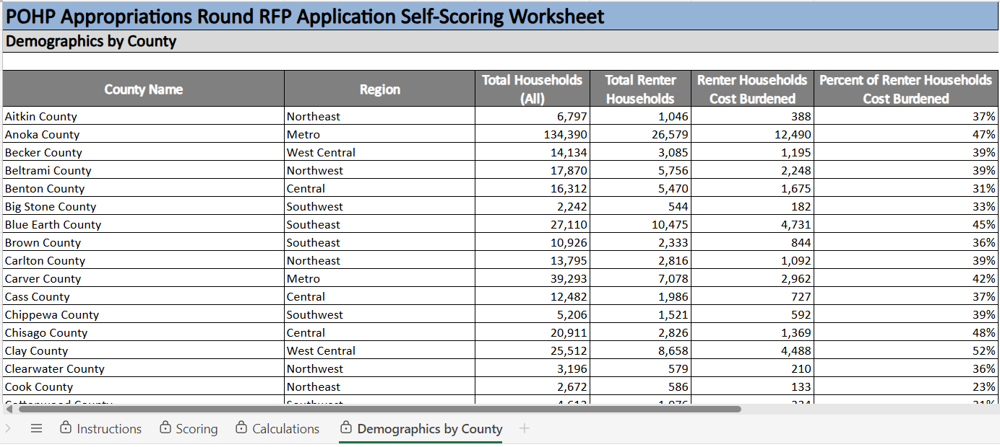 POHP Appropriations Round RFP Application Self-Scoring Worksheet
Demographics by County
County Name Region Total Households (All) Total Renter Households Renter Households Cost Burdened Percent of Renter Households Cost Burdened
Aitkin County Northeast 6,797 1,046 388 37%
Anoka County Metro 134,390 26,579 12,490 47%
Becker County West Central 14,134 3,085 1,195 39%
Beltrami County Northwest 17,870 5,756 2,248 39%
Benton County Central 16,312 5,470 1,675 31%
Big Stone County Southwest 2,242 544 182 33%
Blue Earth County Southeast 27,110 10,475 4,731 45%
Brown County Southeast 10,926 2,333 844 36%
Carlton County Northeast 13,795 2,816 1,092 39%
Carver County Metro 39,293 7,078 2,962 42%
Cass County Central 12,482 1,986 727 37%
Chippewa County Southwest 5,206 1,521 592 39%
Chisago County Central 20,911 2,826 1,369 48%
Clay County West Central 25,512 8,658 4,488 52%
Clearwater County Northwest 3,196 579 210 36%
Cook County Northeast 2,672 586 133 23%
Instructions Scoring Calculations Demographics by County